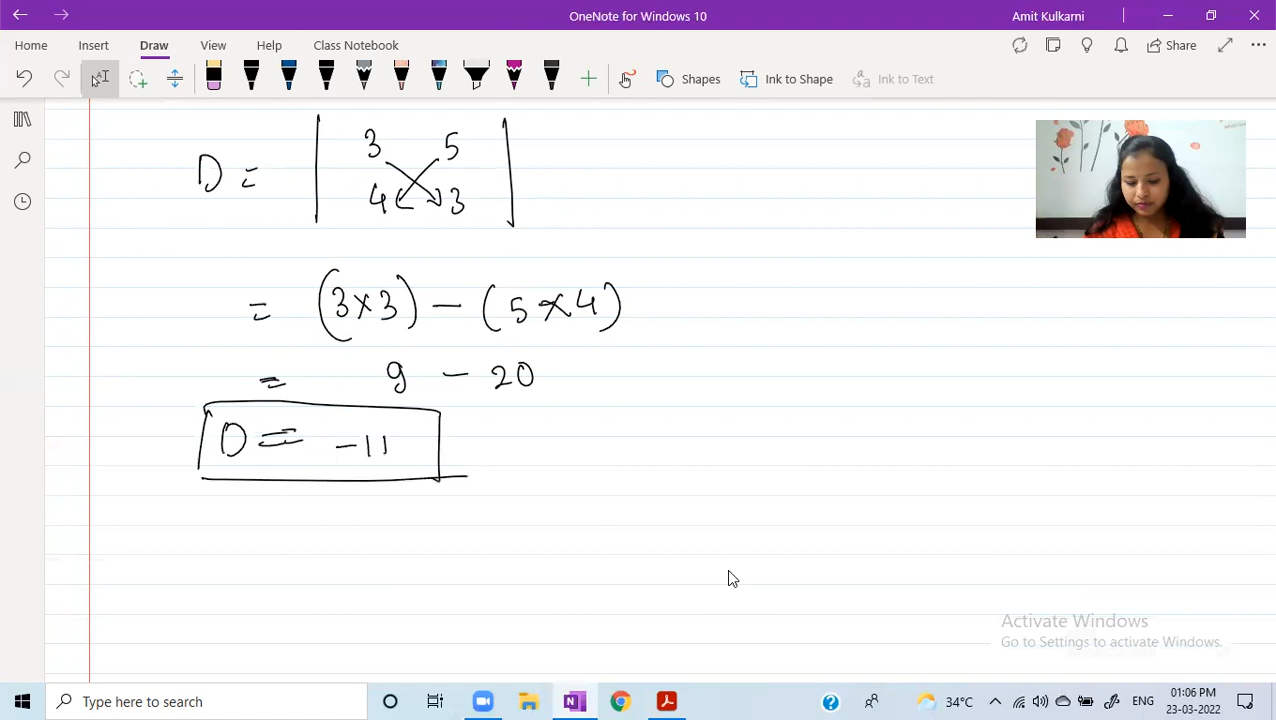 OneNote for Windows 10
Amit Kulkarni
Home Insert Draw View Help Class Notebook
Share
Shapes
Ink to Shape
Ink to Text
D = | 3 5 |
| 4 3 |
= (3×3) - (5×4)
= 9 - 20
D = -11
Activate Windows
Go to Settings to activate Windows.
Type here to search
34°C
ENG
01:06 PM
23-03-2022